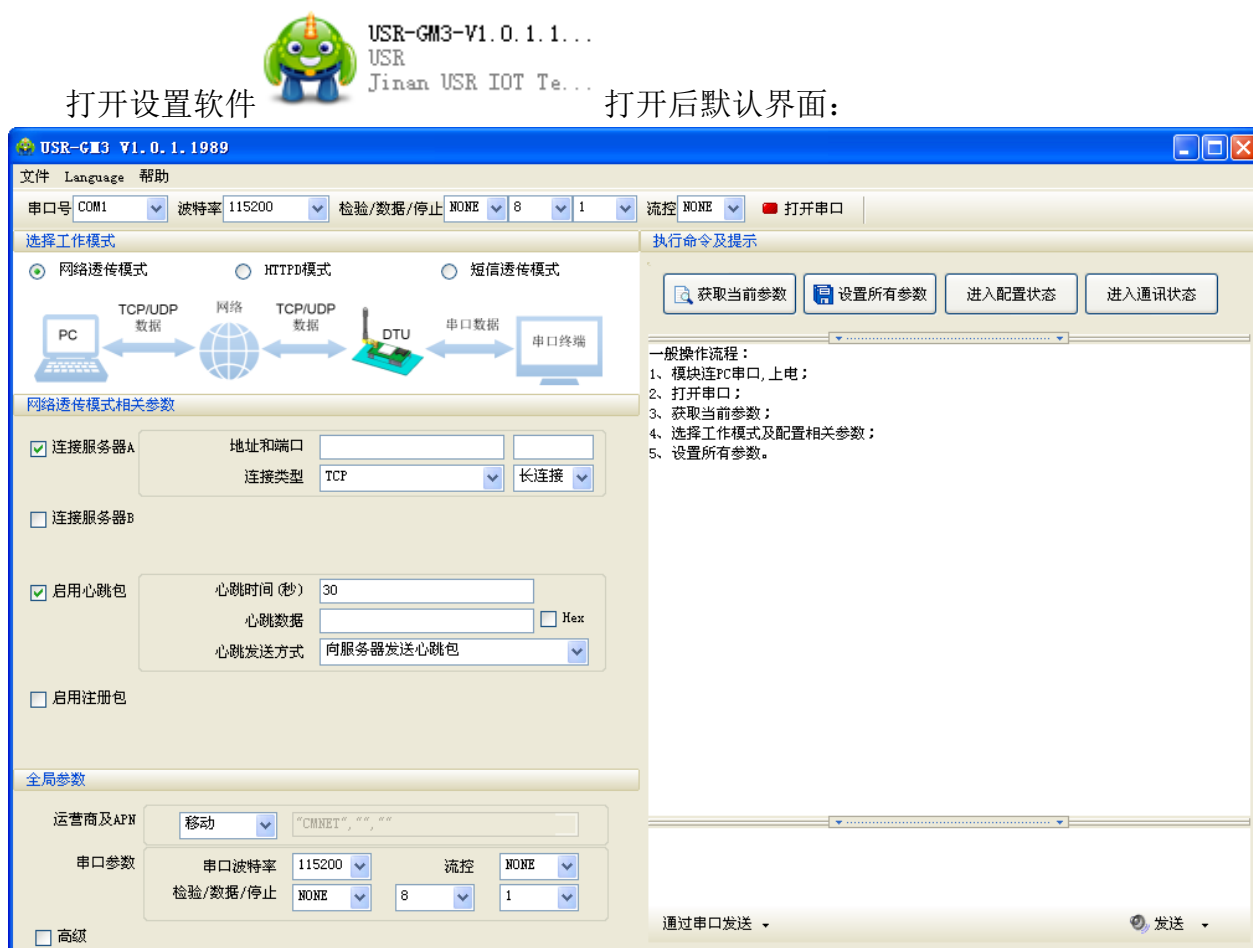 USR-GM3-V1.0.1.1...
USR
Jinan USR IOT Te...
打开设置软件 打开后默认界面：
USR-GM3 V1.0.1.1989
文件 Language 帮助
串口号 COM1 波特率 115200 检验/数据/停止 NONE 8 1 流控 NONE 打开串口
选择工作模式
网络透传模式 HTTPD模式 短信透传模式
PC
TCP/UDP
数据
网络
TCP/UDP
数据
DTU
串口数据
串口终端
网络透传模式相关参数
连接服务器A 地址和端口
连接类型 TCP 长连接
连接服务器B
启用心跳包 心跳时间(秒) 30
心跳数据 Hex
心跳发送方式 向服务器发送心跳包
启用注册包
全局参数
运营商及APN 移动 "CMNET","",""
串口参数 串口波特率 115200 流控 NONE
检验/数据/停止 NONE 8 1
高级
执行命令及提示
获取当前参数 设置所有参数 进入配置状态 进入通讯状态
一般操作流程：
1、模块连PC串口,上电；
2、打开串口；
3、获取当前参数；
4、选择工作模式及配置相关参数；
5、设置所有参数。
通过串口发送 发送